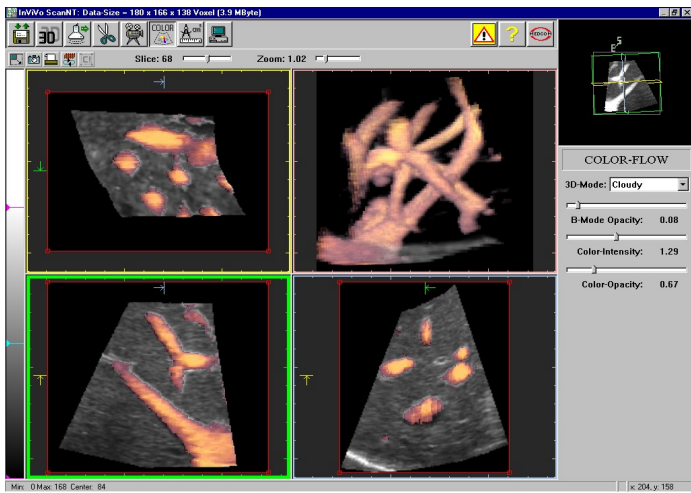 InViVo ScanNT: Data-Size = 180 x 166 x 138 Voxel (3.9 MByte)
3D
COLOR
A cm²
?
MEDCOM
Slice: 68
Zoom: 1.02
S
COLOR-FLOW
3D-Mode: Cloudy
B-Mode Opacity: 0.08
Color-Intensity: 1.29
Color-Opacity: 0.67
Min: 0 Max: 168 Center: 84
x: 204, y: 158